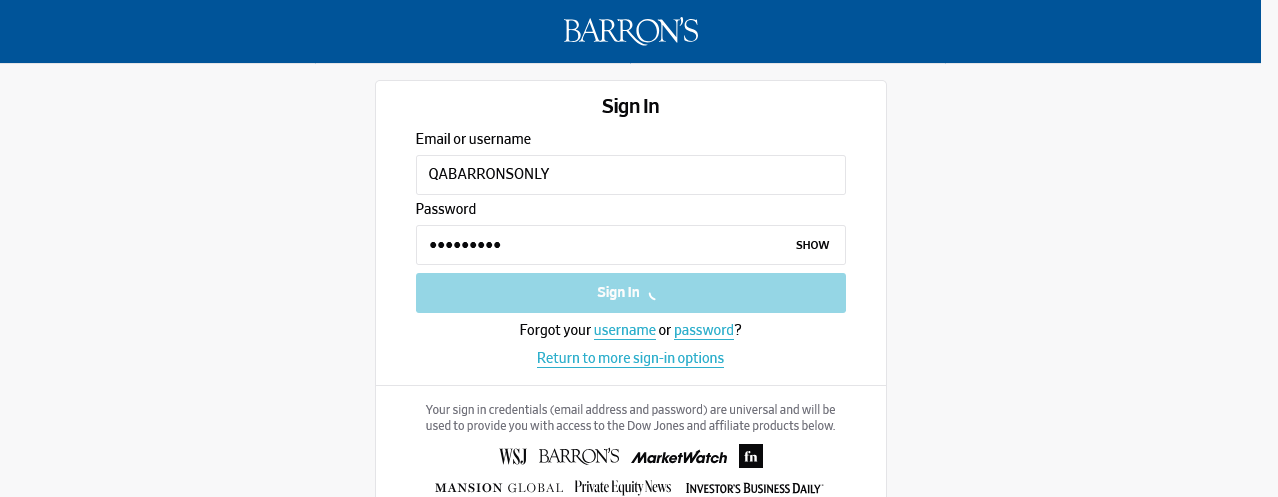 BARRON'S
Sign In
Email or username
QABARRONSONLY
Password
●●●●●●●●● SHOW
Sign In
Forgot your username or password?
Return to more sign-in options
Your sign in credentials (email address and password) are universal and will be
used to provide you with access to the Dow Jones and affiliate products below.
WSJ BARRON'S MarketWatch fn
MANSION GLOBAL Private Equity News INVESTOR'S BUSINESS DAILY